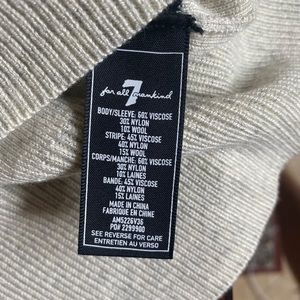 7
for all mankind
BODY/SLEEVE: 60% VISCOSE
30% NYLON
10% WOOL
STRIPE: 45% VISCOSE
40% NYLON
15% WOOL
CORPS/MANCHE: 60% VISCOSE
30% NYLON
10% LAINES
BANDE: 45% VISCOSE
40% NYLON
15% LAINES
MADE IN CHINA
FABRIQUE EN CHINE
AM5226V36
PO# 2299900
SEE REVERSE FOR CARE
ENTRETIEN AU VERSO